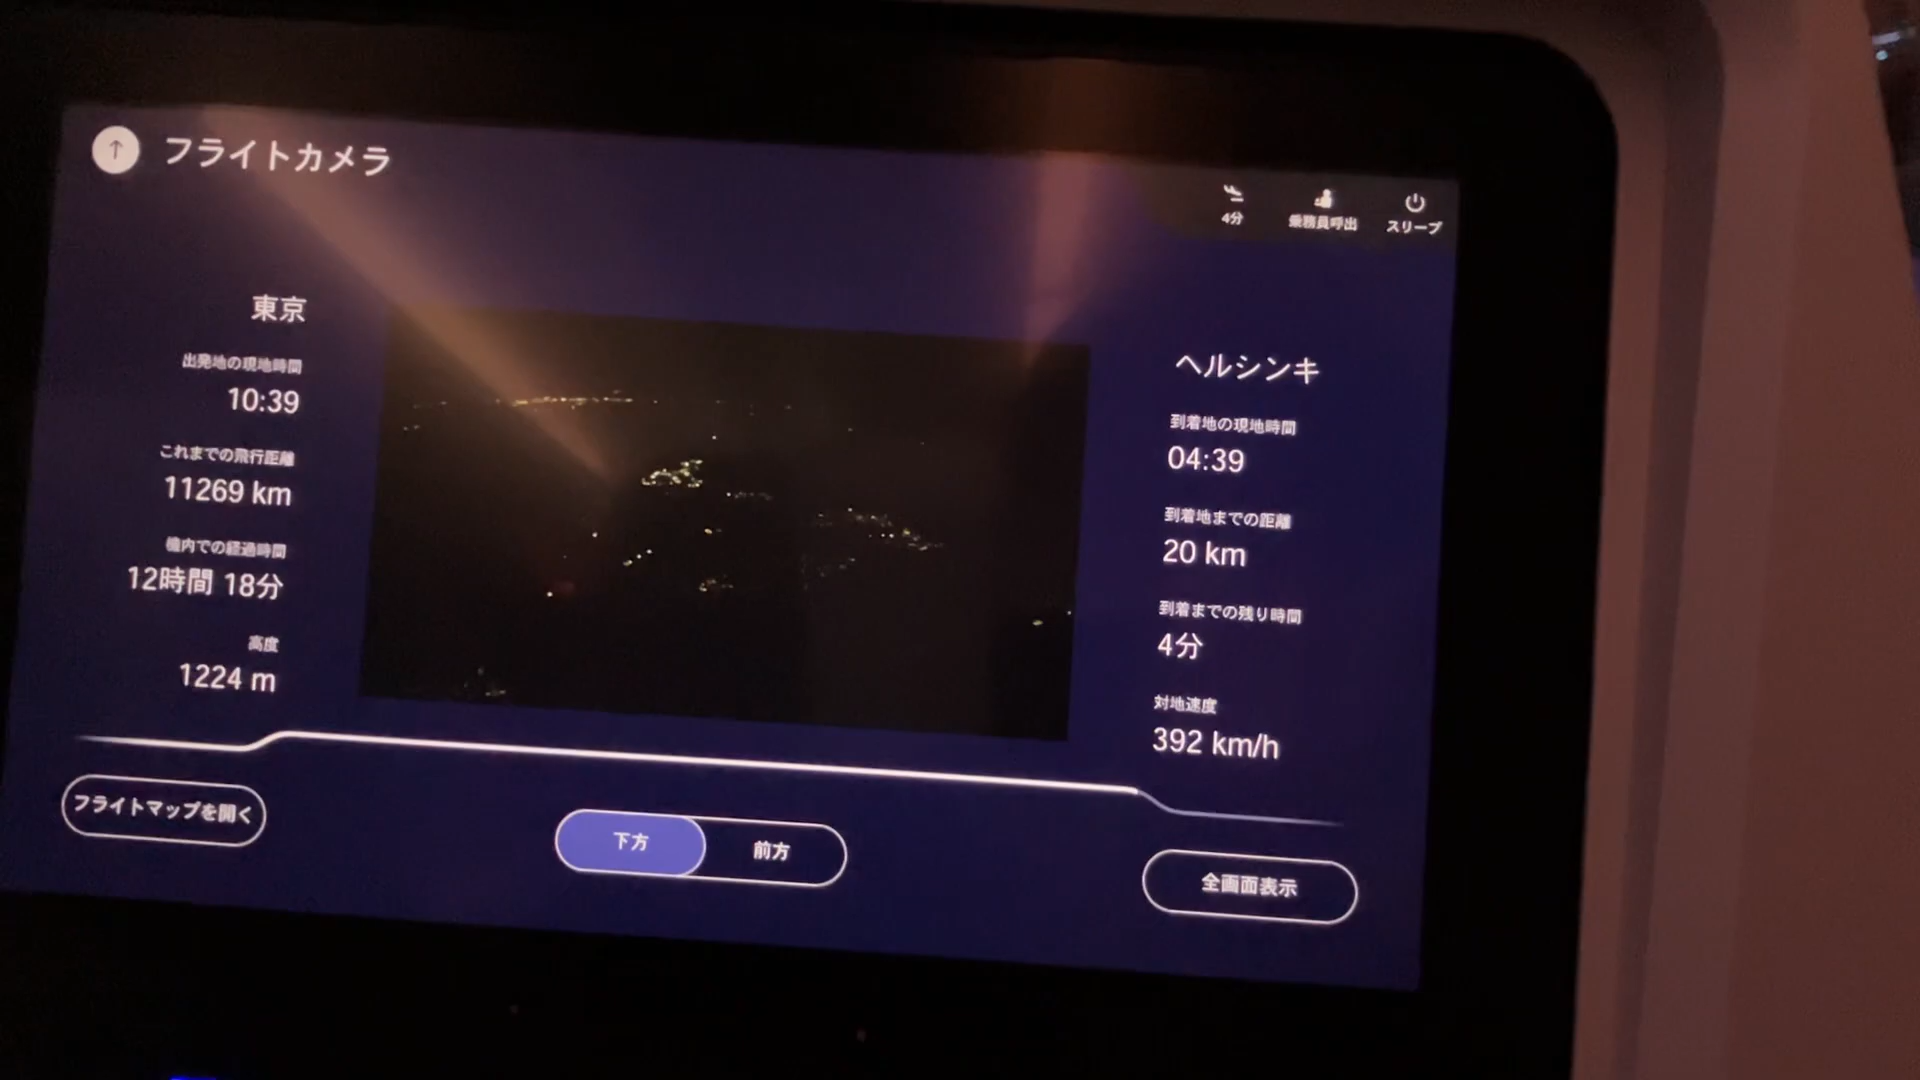 フライトカメラ
4分
乗務員呼出
スリープ
東京
出発地の現地時間
10:39
これまでの飛行距離
11269 km
機内での経過時間
12時間 18分
高度
1224 m
ヘルシンキ
到着地の現地時間
04:39
到着地までの距離
20 km
到着までの残り時間
4分
対地速度
392 km/h
フライトマップを開く
下方
前方
全画面表示